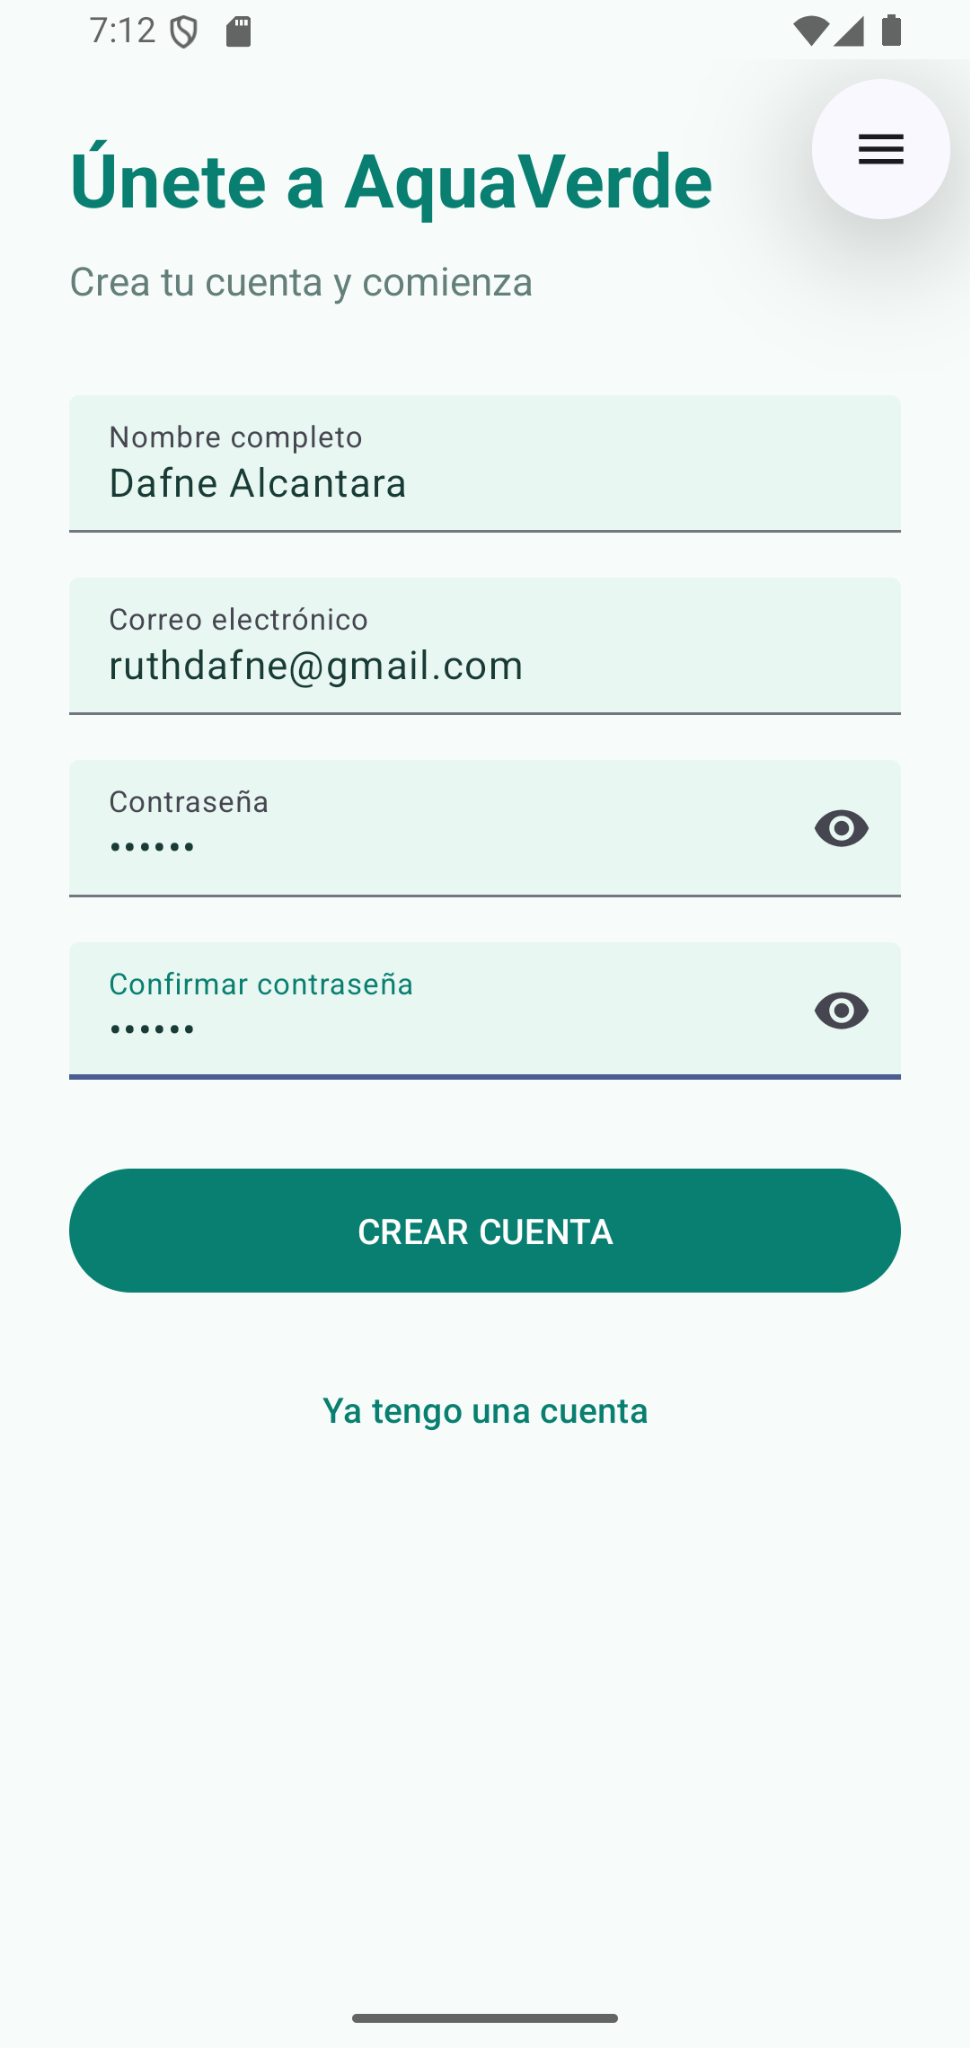 7:12
Únete a AquaVerde
Crea tu cuenta y comienza
Nombre completo
Dafne Alcantara
Correo electrónico
ruthdafne@gmail.com
Contraseña
••••••
Confirmar contraseña
••••••
CREAR CUENTA
Ya tengo una cuenta